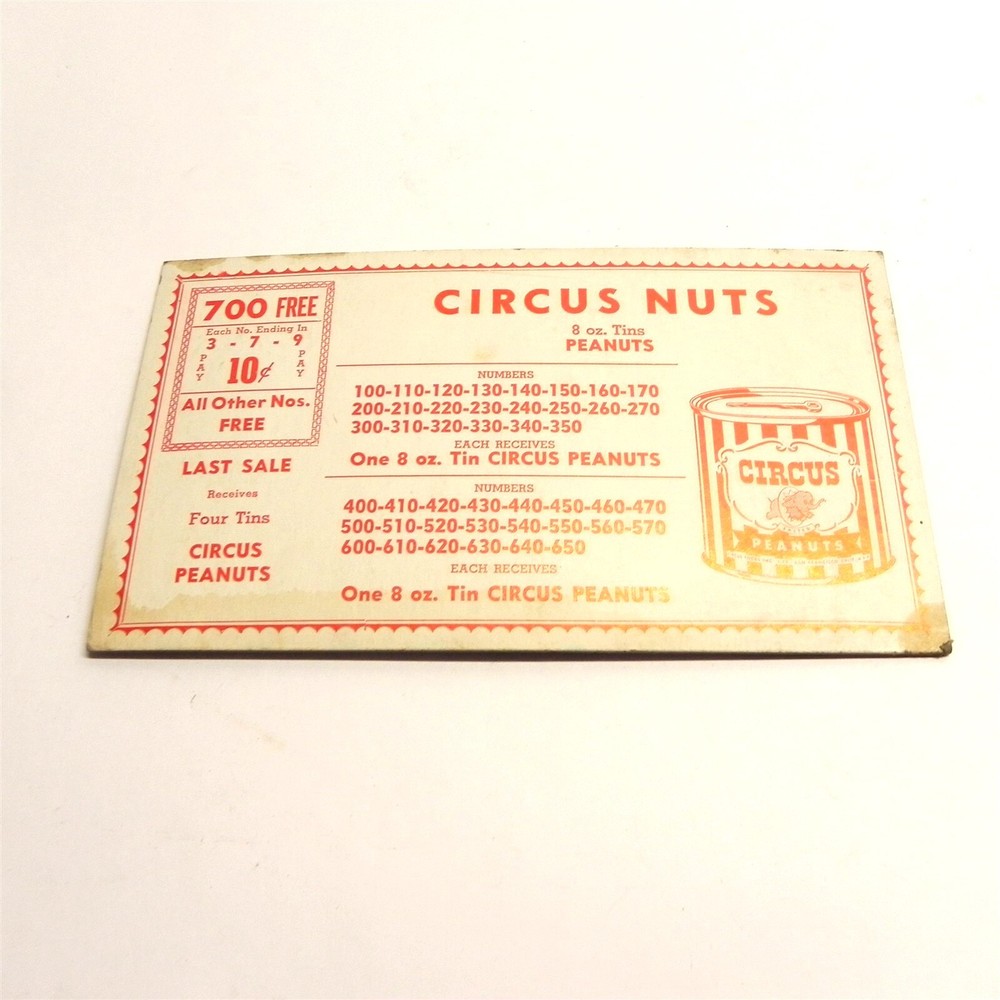 700 FREE
Each No. Ending In
3 - 7 - 9
PAY 10¢ PAY
All Other Nos.
FREE
LAST SALE
Receives
Four Tins
CIRCUS
PEANUTS
CIRCUS NUTS
8 oz. Tins
PEANUTS
NUMBERS
100-110-120-130-140-150-160-170
200-210-220-230-240-250-260-270
300-310-320-330-340-350
EACH RECEIVES
One 8 oz. Tin CIRCUS PEANUTS
NUMBERS
400-410-420-430-440-450-460-470
500-510-520-530-540-550-560-570
600-610-620-630-640-650
EACH RECEIVES
One 8 oz. Tin CIRCUS PEANUTS
CIRCUS
SALTED
PEANUTS